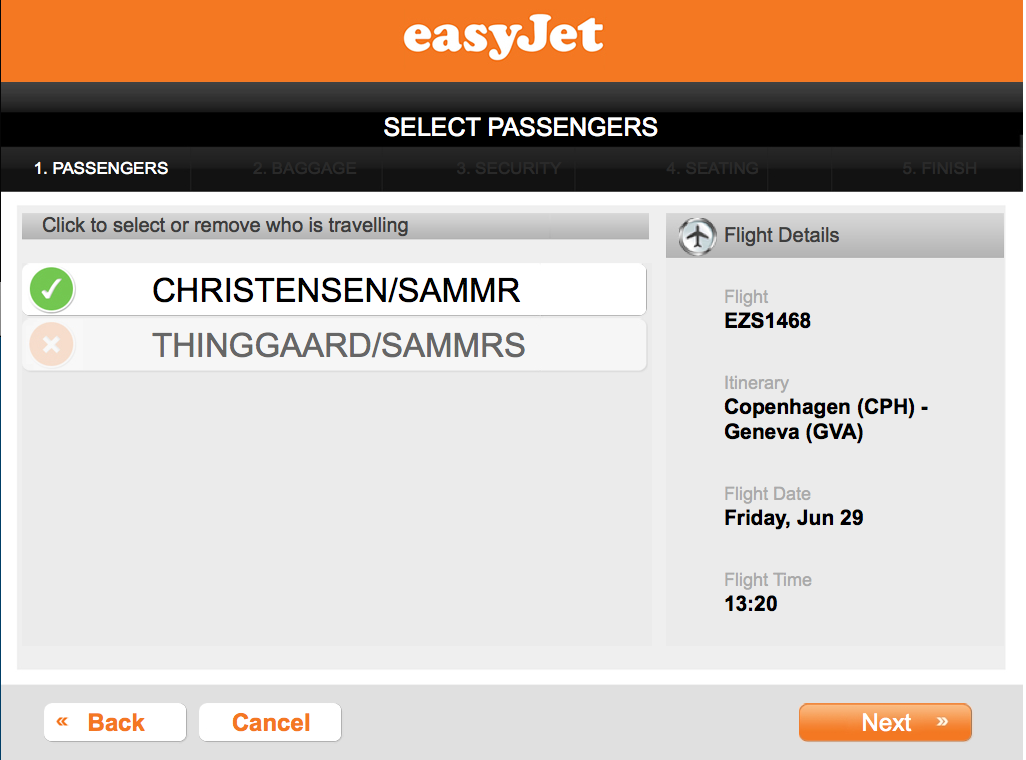 easyJet
SELECT PASSENGERS
1. PASSENGERS
2. BAGGAGE
3. SECURITY
4. SEATING
5. FINISH
Click to select or remove who is travelling
CHRISTENSEN/SAMMR
THINGGAARD/SAMMRS
Flight Details
Flight
EZS1468
Itinerary
Copenhagen (CPH) -
Geneva (GVA)
Flight Date
Friday, Jun 29
Flight Time
13:20
« Back
Cancel
Next »